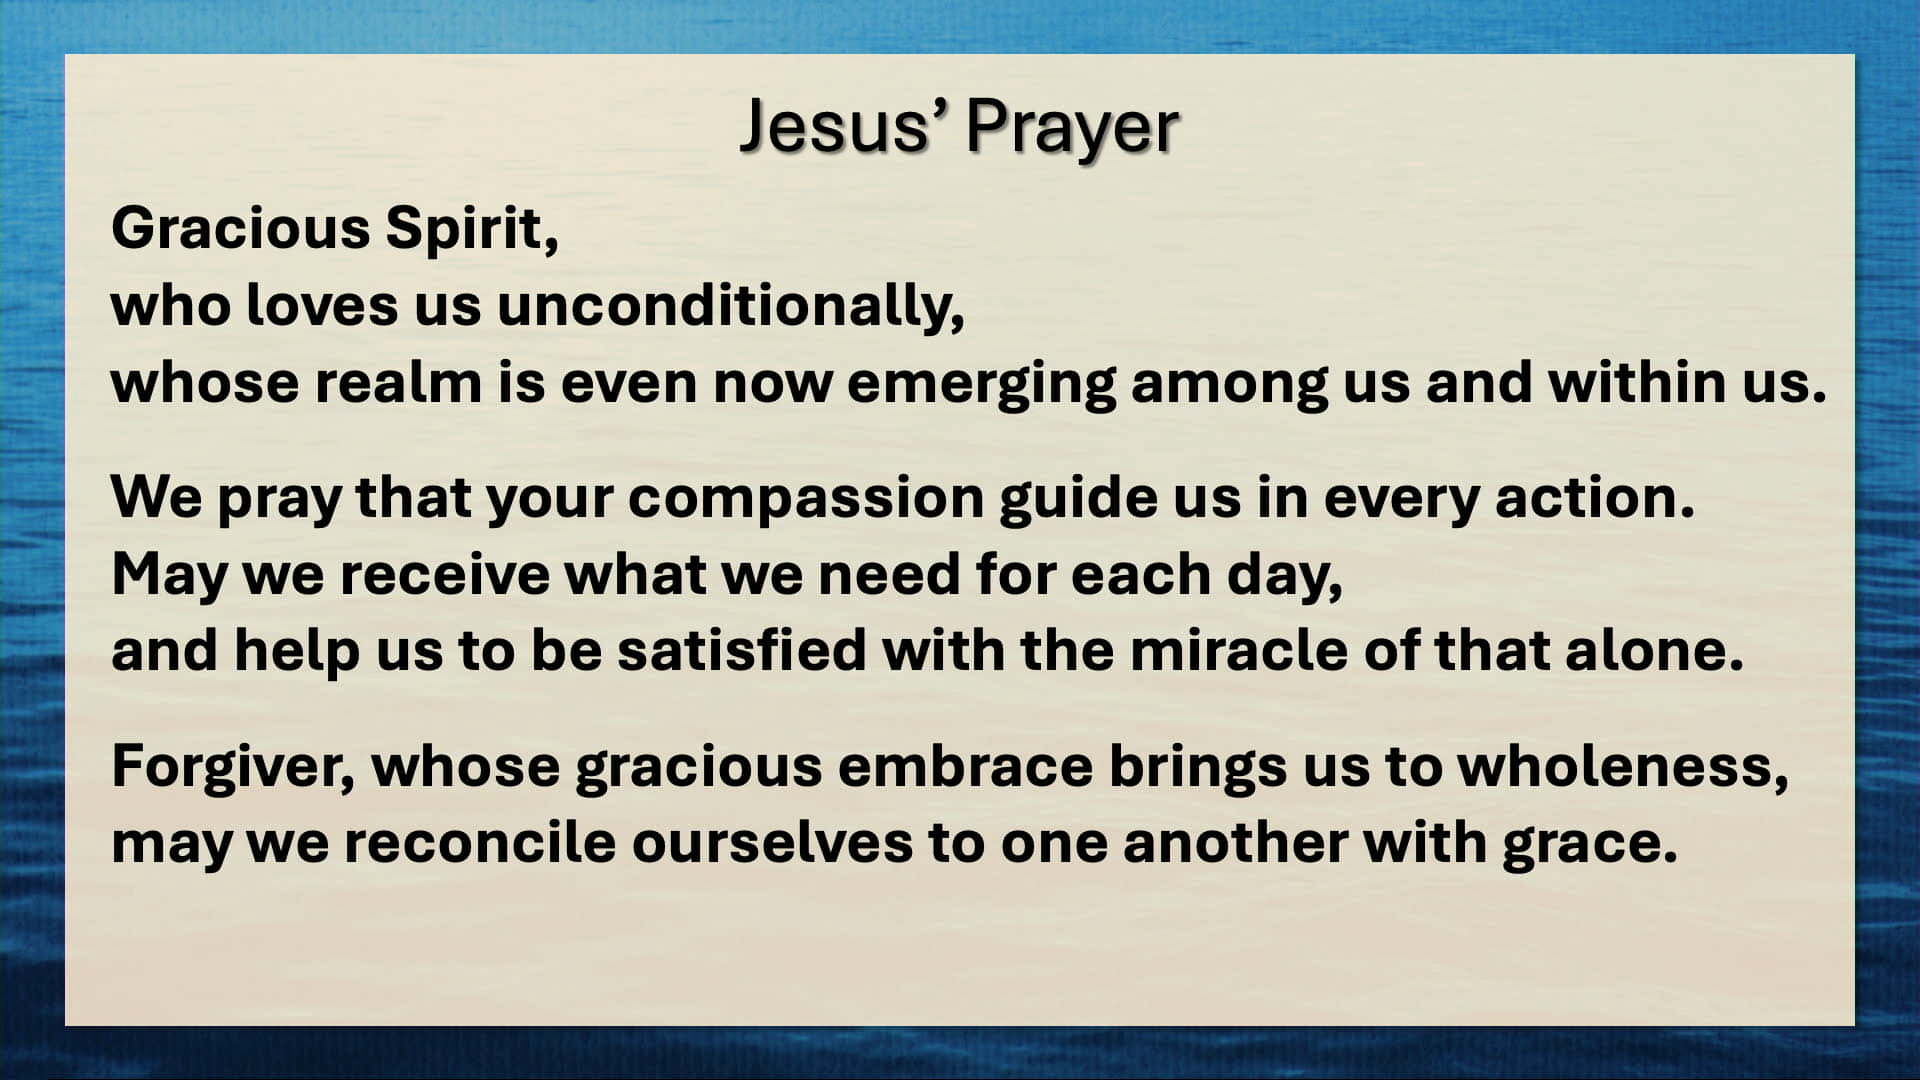 Jesus’ Prayer
Gracious Spirit,
who loves us unconditionally,
whose realm is even now emerging among us and within us.
We pray that your compassion guide us in every action.
May we receive what we need for each day,
and help us to be satisfied with the miracle of that alone.
Forgiver, whose gracious embrace brings us to wholeness,
may we reconcile ourselves to one another with grace.